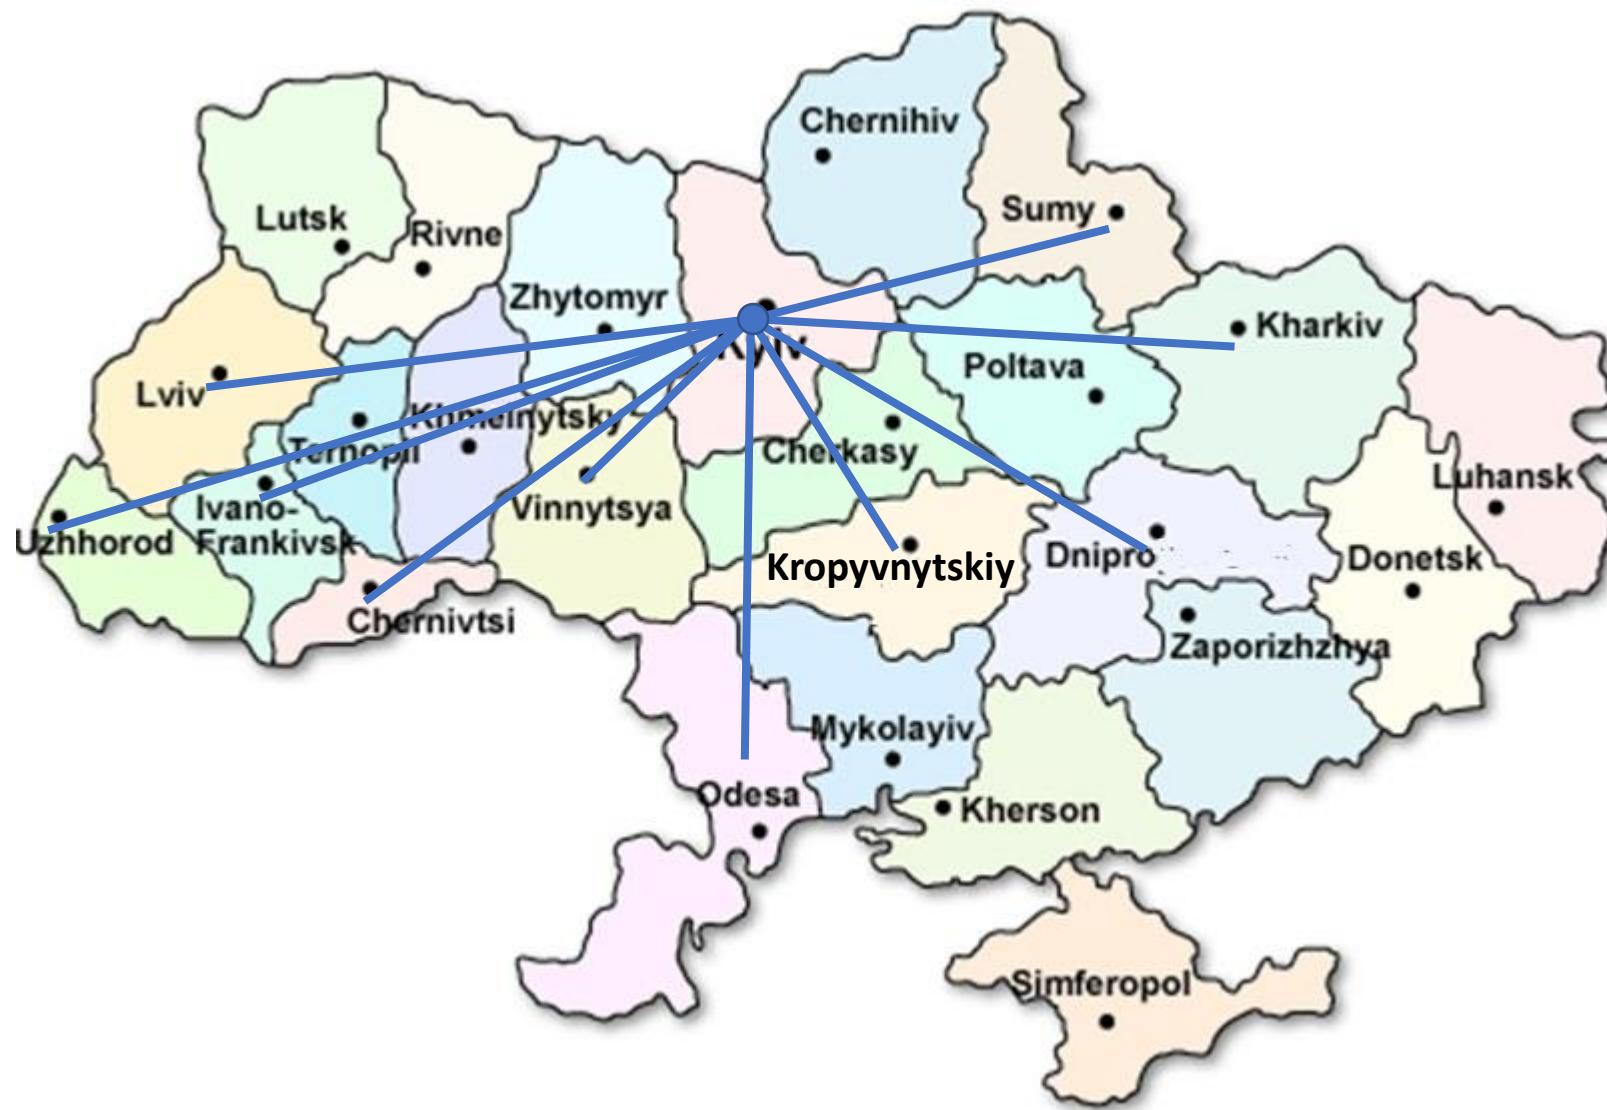 Chernihiv
Sumy
Lutsk
Rivne
Zhytomyr
Kyiv
Kharkiv
Poltava
Lviv
Khmelnytsky
Ternopil
Cherkasy
Luhansk
Vinnytsya
Ivano-
Frankivsk
Uzhhorod
Kropyvnytskiy
Dnipro
Donetsk
Chernivtsi
Zaporizhzhya
Mykolayiv
Odesa
Kherson
Simferopol